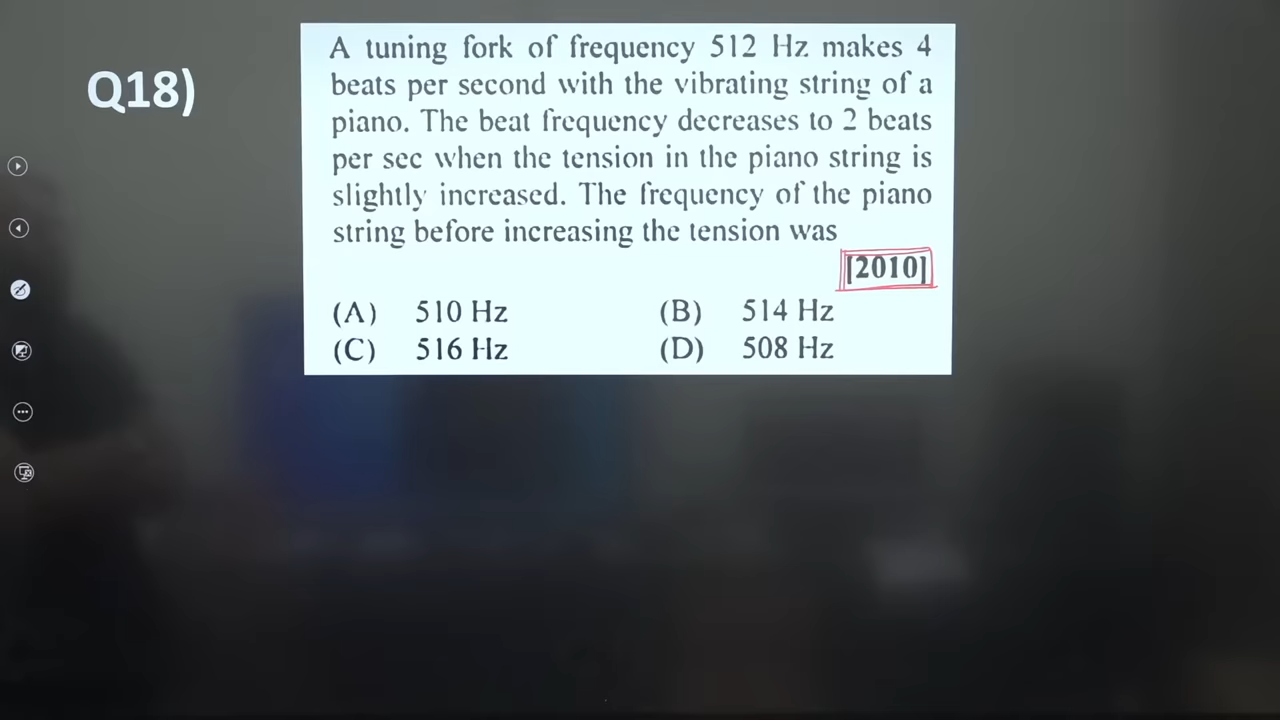 Q18)
A tuning fork of frequency 512 Hz makes 4
beats per second with the vibrating string of a
piano. The beat frequency decreases to 2 beats
per sec when the tension in the piano string is
slightly increased. The frequency of the piano
string before increasing the tension was
[2010]
(A) 510 Hz (B) 514 Hz
(C) 516 Hz (D) 508 Hz